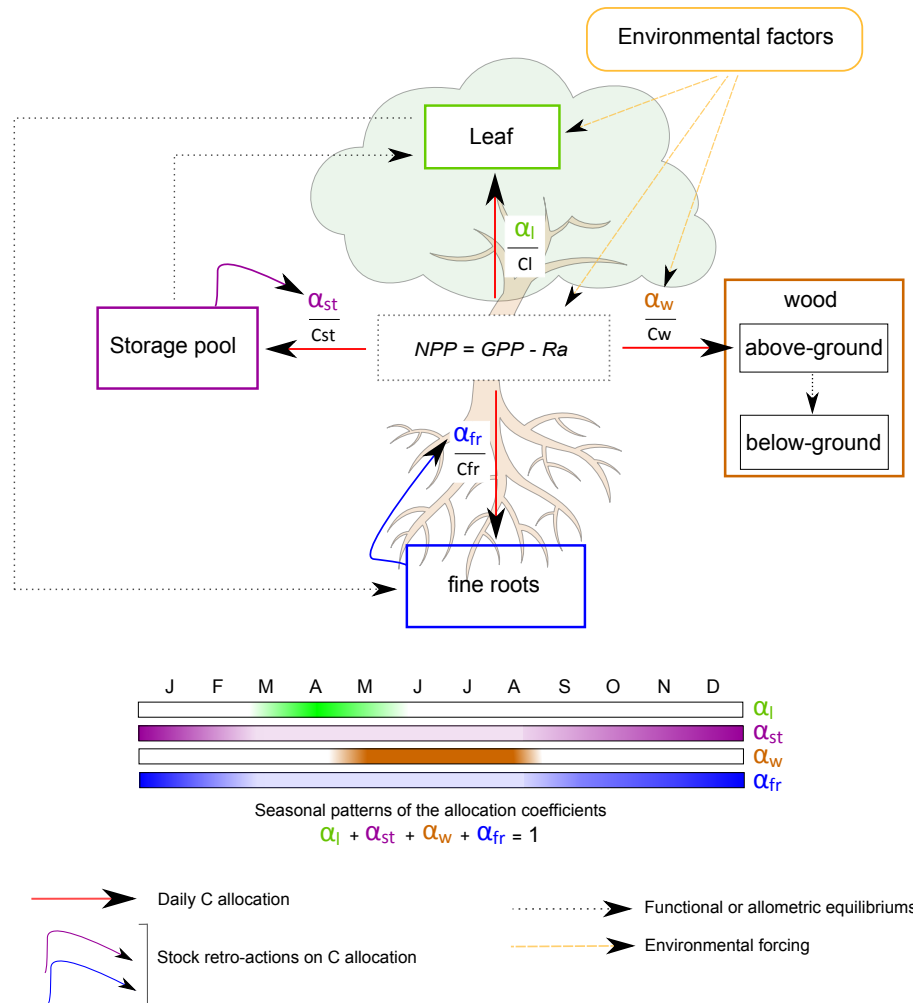 Environmental factors
Leaf
αl
Cl
αst
Cst
αw
Cw
wood
Storage pool
NPP = GPP - Ra
above-ground
below-ground
αfr
Cfr
fine roots
J F M A M J J A S O N D
αl
αst
αw
αfr
Seasonal patterns of the allocation coefficients
αl + αst + αw + αfr = 1
Daily C allocation
Functional or allometric equilibriums
Stock retro-actions on C allocation
Environmental forcing